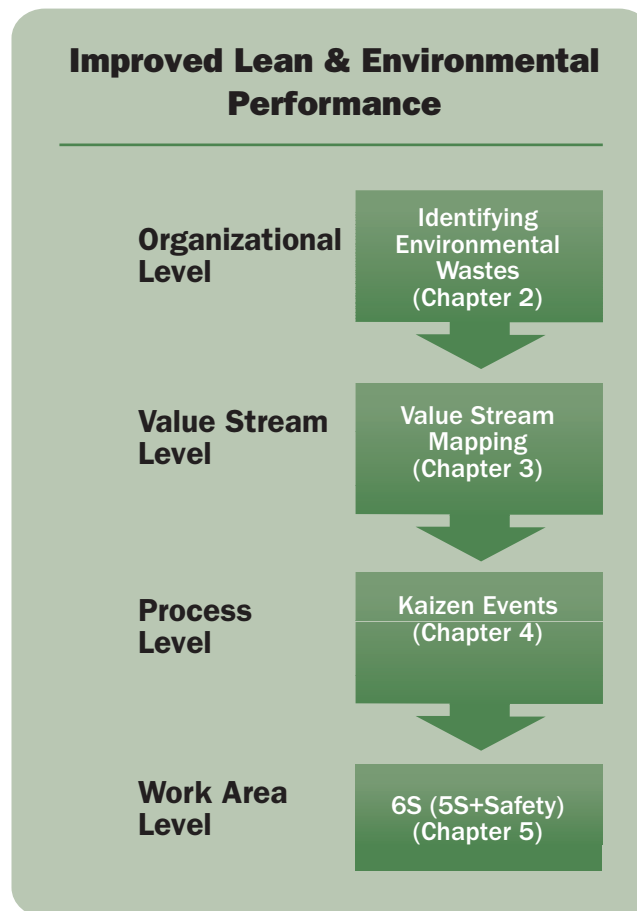 Improved Lean & Environmental
Performance
Organizational
Level
Identifying
Environmental
Wastes
(Chapter 2)
Value Stream
Level
Value Stream
Mapping
(Chapter 3)
Process
Level
Kaizen Events
(Chapter 4)
Work Area
Level
6S (5S+Safety)
(Chapter 5)